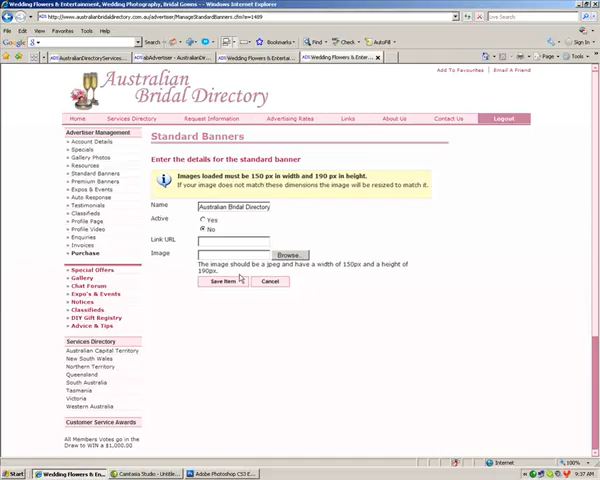 Wedding Flowers & Entertainment, Wedding Photography, Bridal Gowns - - Windows Internet Explorer
http://www.australianbridaldirectory.com.au/advertiser/ManageStandardBanners.cfm?e=1409
File Edit View Favorites Tools Help
Google Search Bookmarks Find Check AutoFill Sign In
AustralianDirectoryServices... abAdvertiser - AustralianDir... Wedding Flowers & Enterta... Wedding Flowers & Enter... Page Tools
Add To Favourites | Email A Friend
Australian
Bridal Directory
Home Services Directory Request Information Advertising Rates Links About Us Contact Us Logout
Advertiser Management
» Account Details
» Specials
» Gallery Photos
» Resources
» Standard Banners
» Premium Banners
» Expos & Events
» Auto Response
» Testimonials
» Classifieds
» Profile Page
» Profile Video
» Enquiries
» Invoices
» Purchase
» Special Offers
» Gallery
» Chat Forum
» Expo's & Events
» Notices
» Classifieds
» DIY Gift Registry
» Advice & Tips
Services Directory
Australian Capital Territory
New South Wales
Northern Territory
Queensland
South Australia
Tasmania
Victoria
Western Australia
Customer Service Awards
All Members Votes go in the
Draw to WIN a $1,000.00
Standard Banners
Enter the details for the standard banner
Images loaded must be 150 px in width and 190 px in height.
If your image does not match these dimensions the image will be resized to match it.
Name Australian Bridal Directory
Active Yes
No
Link URL
Image Browse...
The image should be a jpeg and have a width of 150px and a height of
190px.
Save Item Cancel
Internet 100%
Start Wedding Flowers & En... Camtasia Studio - Untitle... Adobe Photoshop CS3 E... 9:37 AM